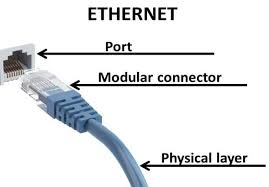 ETHERNET
Port
Modular connector
Physical layer